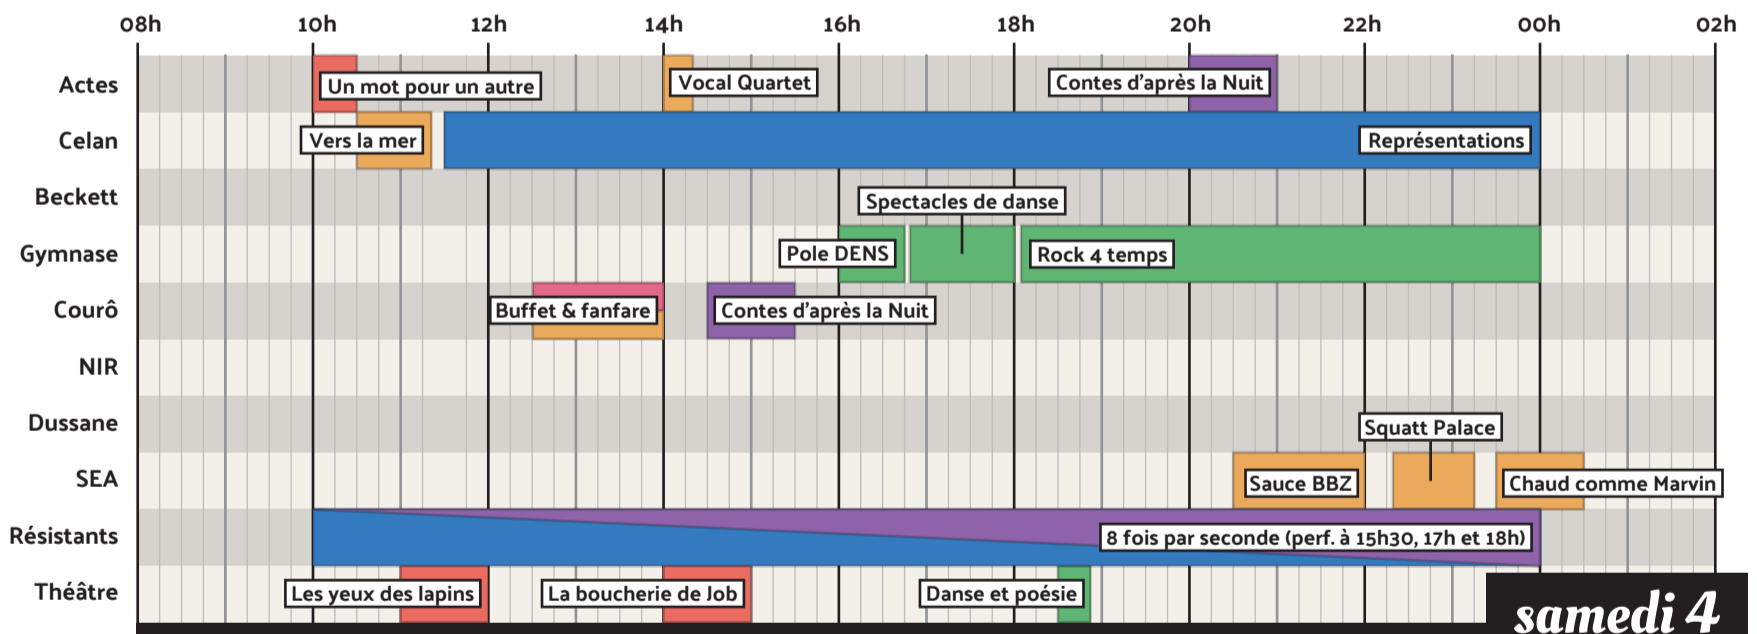 08h 10h 12h 14h 16h 18h 20h 22h 00h 02h
Actes Un mot pour un autre Vocal Quartet Contes d'après la Nuit
Celan Vers la mer Représentations
Beckett
Spectacles de danse
Gymnase Pole DENS Rock 4 temps
Courô Buffet & fanfare Contes d'après la Nuit
NIR
Dussane
Squatt Palace
SEA Sauce BBZ Chaud comme Marvin
Résistants 8 fois par seconde (perf. à 15h30, 17h et 18h)
Théâtre Les yeux des lapins La boucherie de Job Danse et poésie
samedi 4